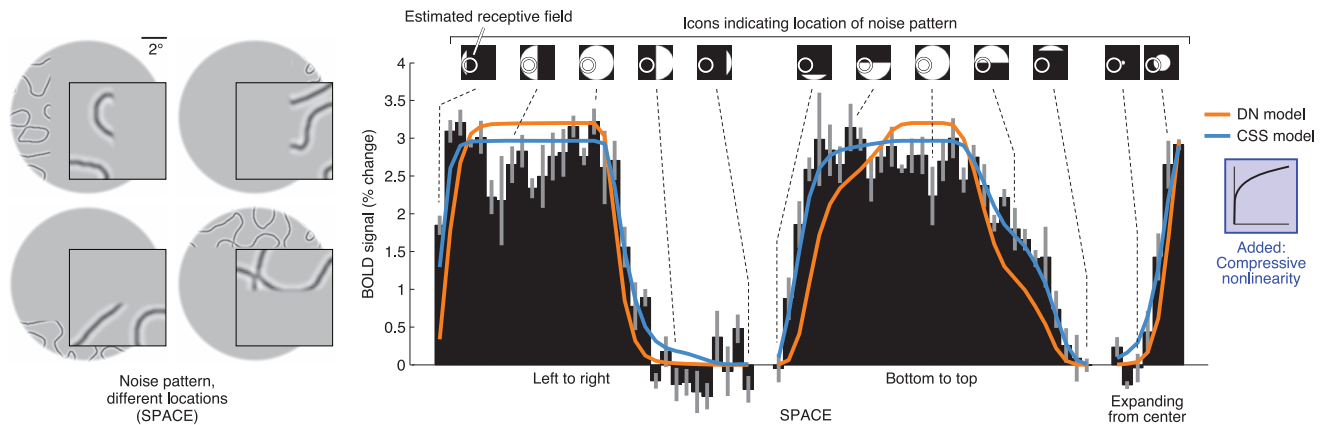 2°
Noise pattern,
different locations
(SPACE)
Estimated receptive field
Icons indicating location of noise pattern
4
3.5
3
2.5
2
1.5
1
0.5
0
BOLD signal (% change)
Left to right
Bottom to top
Expanding
from center
SPACE
DN model
CSS model
Added:
Compressive
nonlinearity